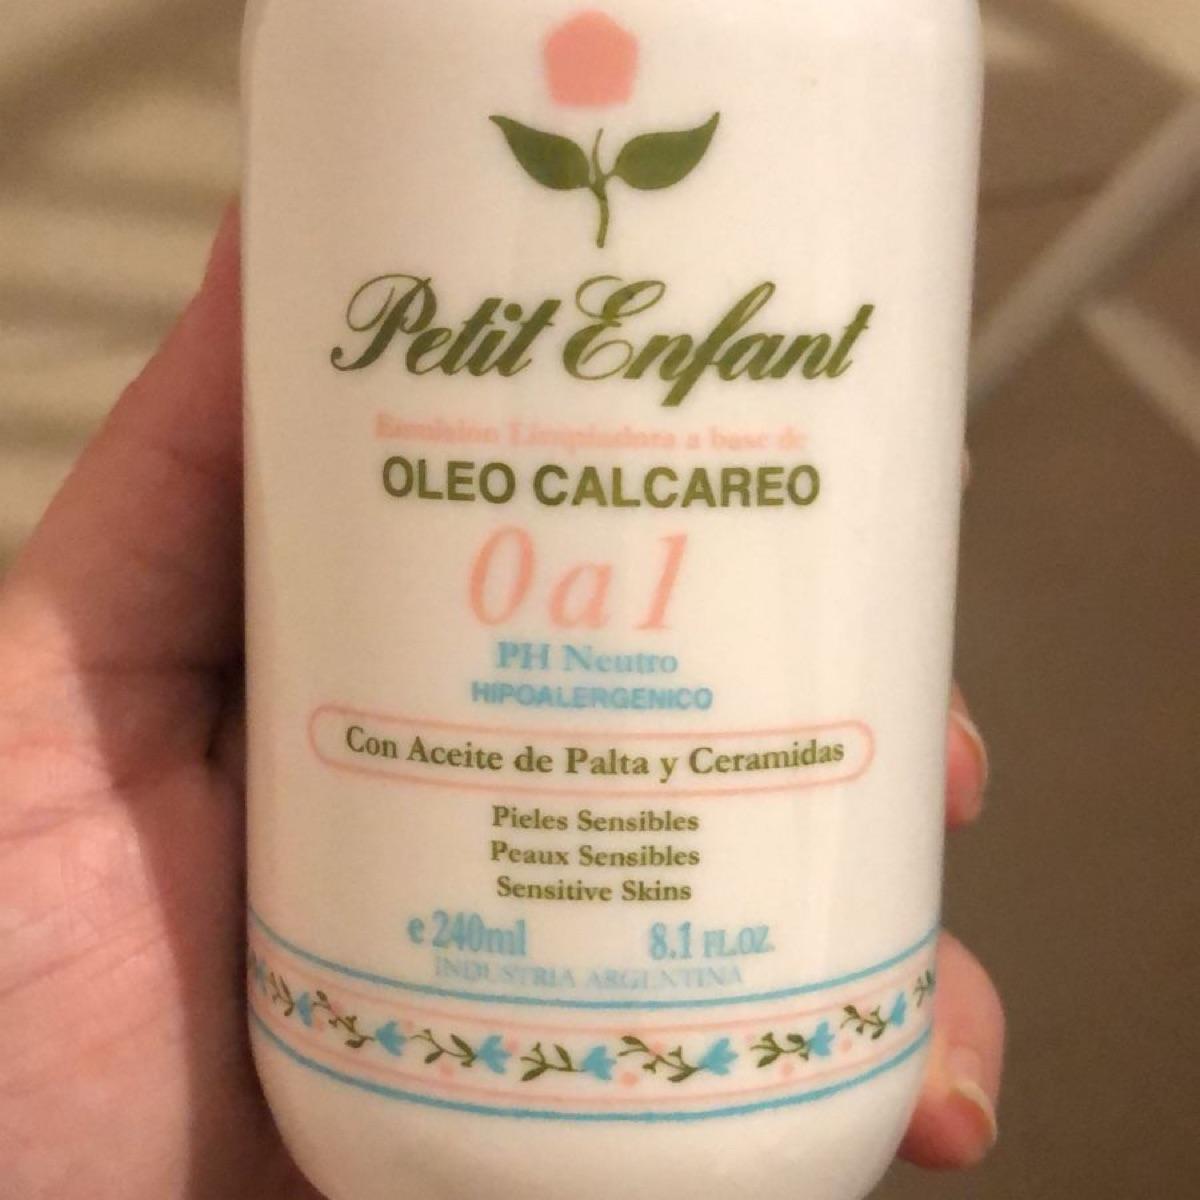 Petit Enfant
Emulsión Limpiadora a base de
OLEO CALCAREO
0 a 1
PH Neutro
HIPOALERGENICO
Con Aceite de Palta y Ceramidas
Pieles Sensibles
Peaux Sensibles
Sensitive Skins
e 240ml 8.1 FL.OZ.
INDUSTRIA ARGENTINA